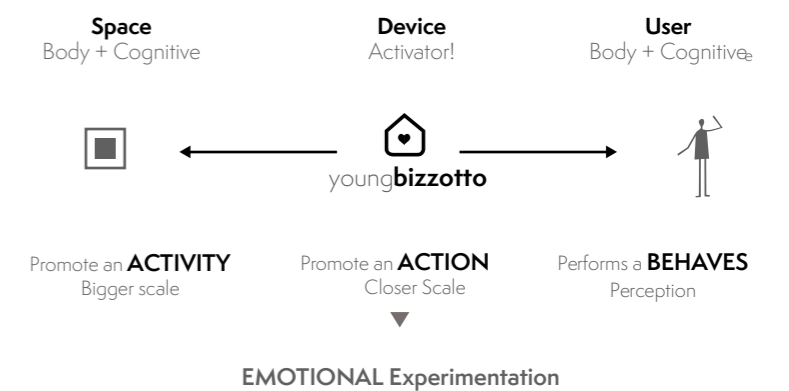 Space
Body + Cognitive
Device
Activator!
User
Body + Cognitivee
youngbizzotto
Promote an ACTIVITY
Bigger scale
Promote an ACTION
Closer Scale
Performs a BEHAVES
Perception
EMOTIONAL Experimentation